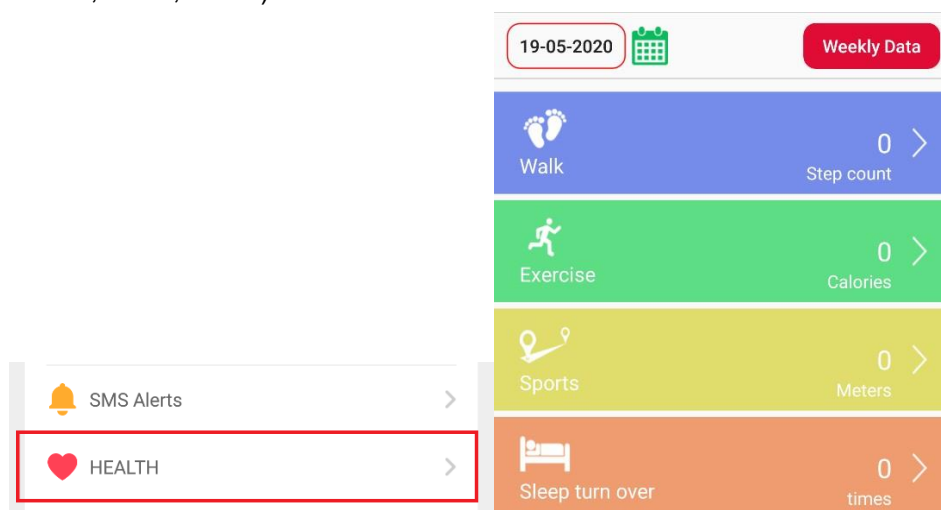 19-05-2020
Weekly Data
Walk
0
Step count
Exercise
0
Calories
Sports
0
Meters
SMS Alerts
HEALTH
Sleep turn over
0
times